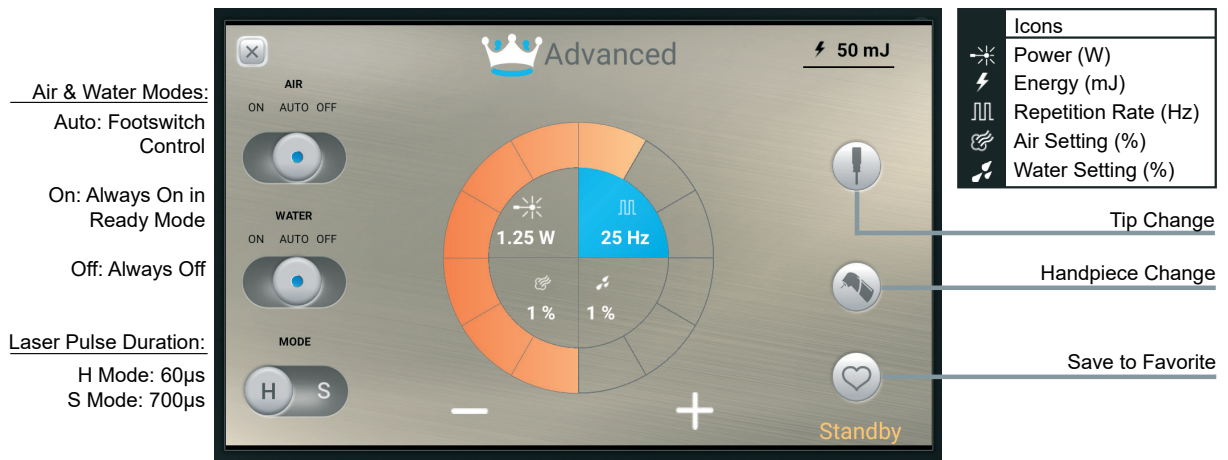 Air & Water Modes:
Auto: Footswitch
Control
On: Always On in
Ready Mode
Off: Always Off
Laser Pulse Duration:
H Mode: 60µs
S Mode: 700µs
Advanced
50 mJ
AIR
ON AUTO OFF
WATER
ON AUTO OFF
MODE
H S
1.25 W
25 Hz
1 %
1 %
Standby
Icons
Power (W)
Energy (mJ)
Repetition Rate (Hz)
Air Setting (%)
Water Setting (%)
Tip Change
Handpiece Change
Save to Favorite